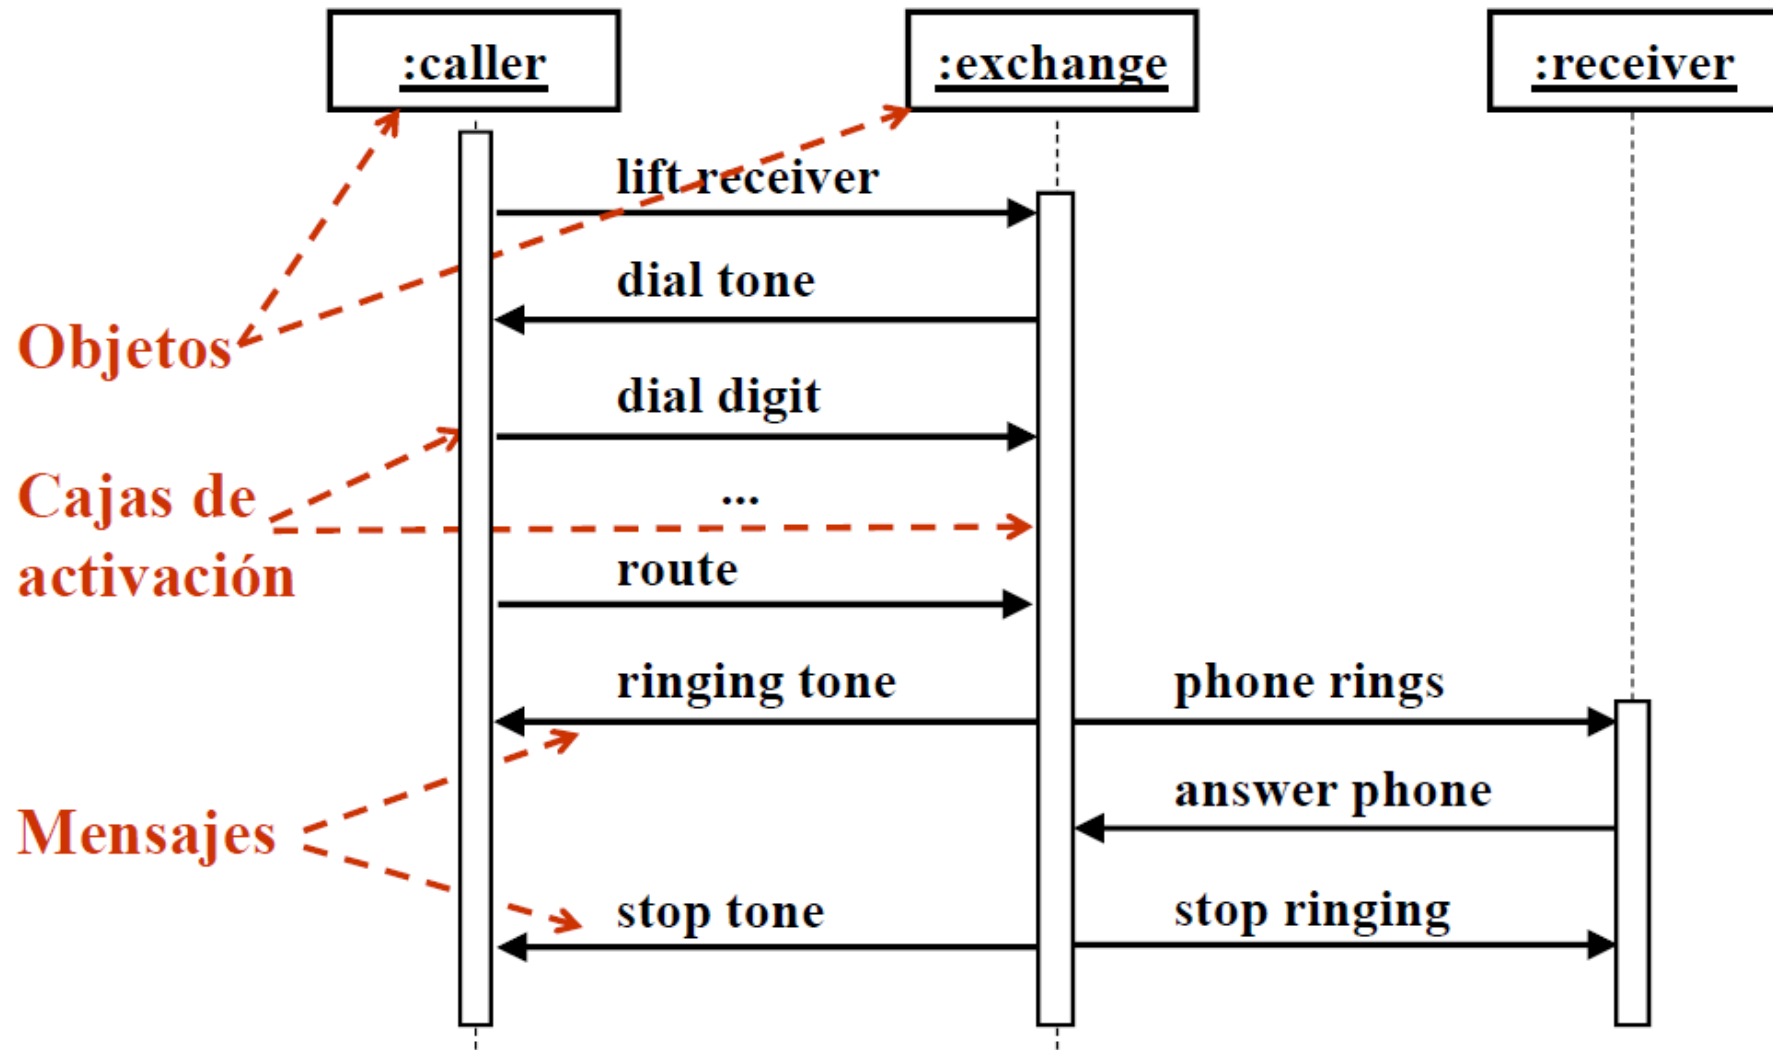 :caller
:exchange
:receiver
lift receiver
dial tone
Objetos
dial digit
Cajas de
activación
...
route
ringing tone
phone rings
Mensajes
answer phone
stop tone
stop ringing